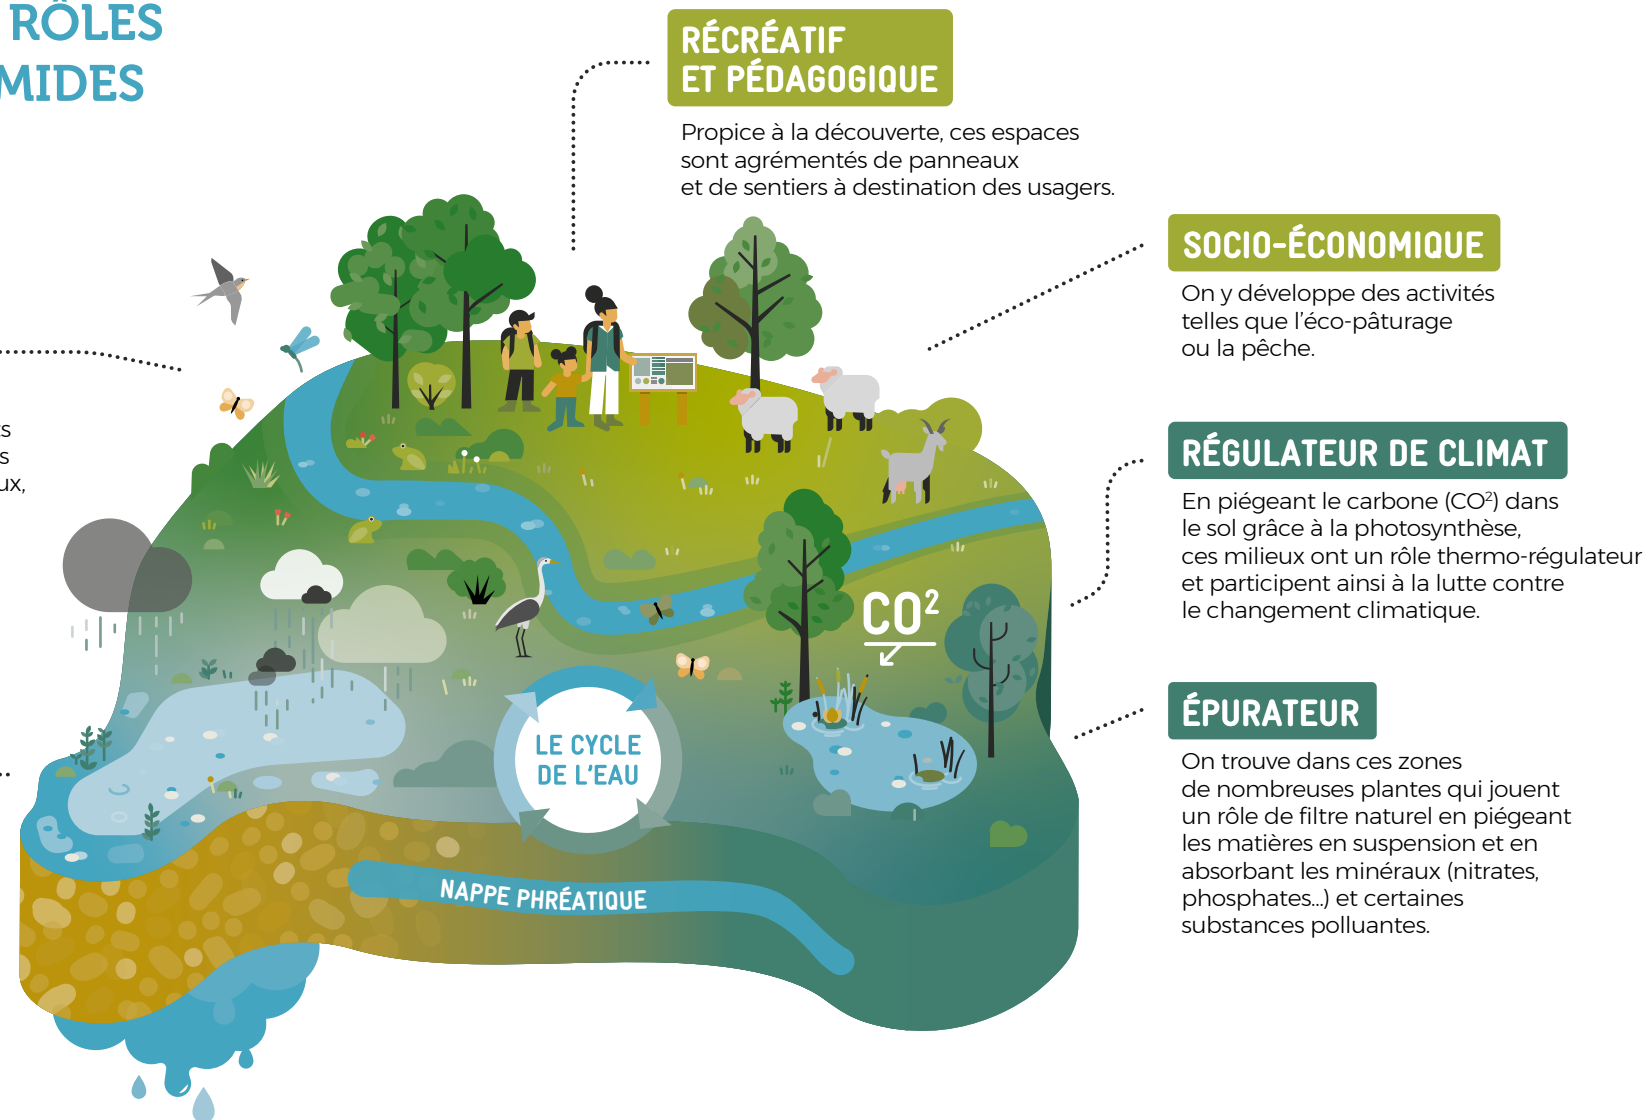 RÔLES
MIDES
RÉCRÉATIF
ET PÉDAGOGIQUE
Propice à la découverte, ces espaces
sont agrémentés de panneaux
et de sentiers à destination des usagers.
SOCIO-ÉCONOMIQUE
On y développe des activités
telles que l’éco-pâturage
ou la pêche.
ts
s
ux,
RÉGULATEUR DE CLIMAT
En piégeant le carbone (CO²) dans
le sol grâce à la photosynthèse,
ces milieux ont un rôle thermo-régulateur
et participent ainsi à la lutte contre
le changement climatique.
CO²
ÉPURATEUR
On trouve dans ces zones
de nombreuses plantes qui jouent
un rôle de filtre naturel en piégeant
les matières en suspension et en
absorbant les minéraux (nitrates,
phosphates...) et certaines
substances polluantes.
LE CYCLE
DE L’EAU
NAPPE PHRÉATIQUE